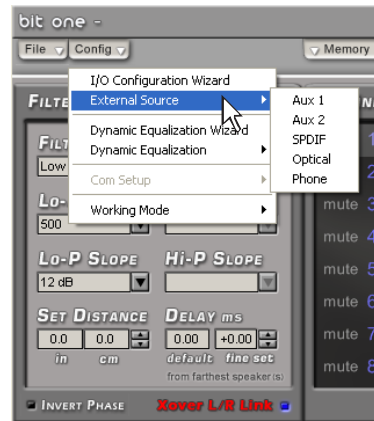 bit one -
File Config Memory
I/O Configuration Wizard
External Source
Aux 1
Aux 2
SPDIF
Optical
Phone
Dynamic Equalization Wizard
Dynamic Equalization
Com Setup
Working Mode
Low
500
Lo-P Slope Hi-P Slope
12 dB
Set Distance Delay ms
0.0 0.0 0.00 +0.00
in cm default fine set
from farthest speaker(s)
Invert Phase Xover L/R Link
mute 3
mute 4
mute 5
mute 6
mute 7
mute 8